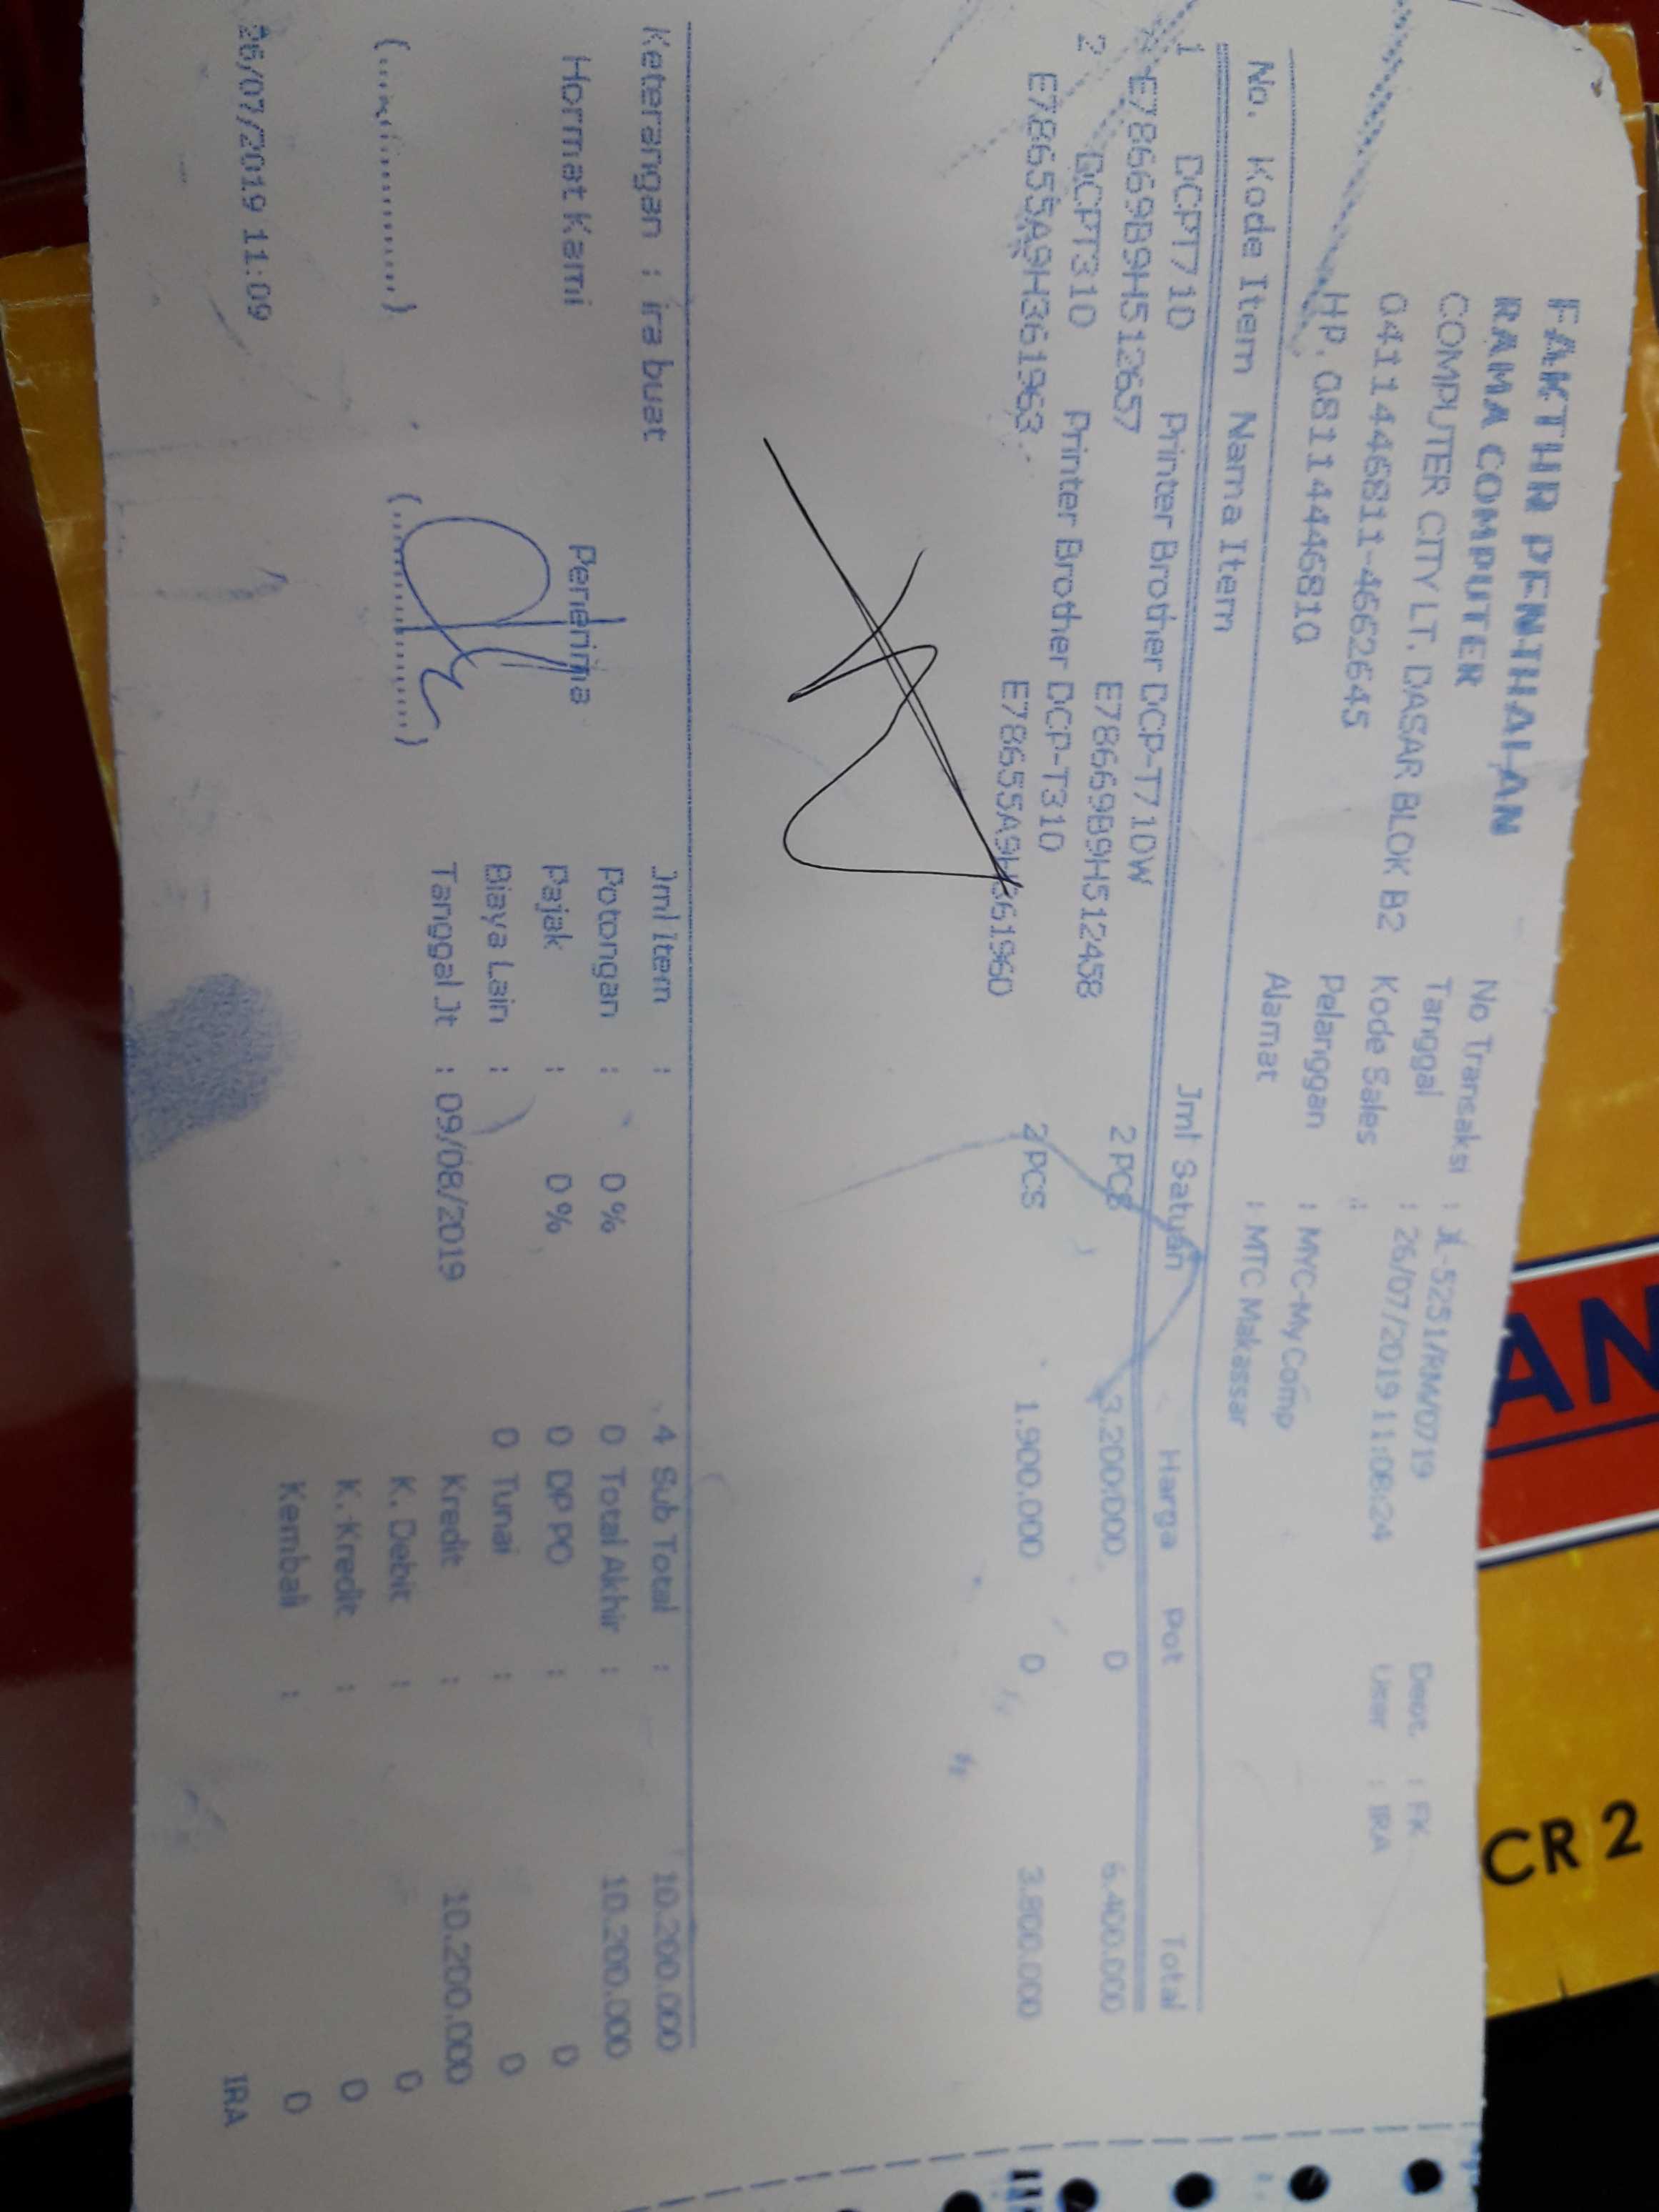 FAKTUR PENJUALAN
RAMA COMPUTER
COMPUTER CITY LT. DASAR BLOK B2
0411446811-4662645
HP. 08114446810
No Transaksi : JL-5251/RM/0719
Tanggal : 26/07/2019 11:08:24
Kode Sales :
Pelanggan : MYC-My Comp
Alamat : MTC Makassar
Dept. : FK
User : IRA
No. Kode Item Nama Item Jml Satuan Harga Pot Total
1 DCPT710 Printer Brother DCP-T710W 2 PCS 3.200.000 0 6.400.000
E78669B9H512657 E78669B9H512458
2 DCPT310 Printer Brother DCP-T310 2 PCS 1.900.000 0 3.800.000
E78655A9H361963 E78655A9H361960
Keterangan : ira buat
Hormat Kami Penerima
(................) (................)
Jml Item : 4
Potongan : 0 % 0
Pajak : 0 % 0
Biaya Lain : 0
Tanggal Jt : 09/08/2019
Sub Total : 10.200.000
Total Akhir : 10.200.000
DP PO : 0
Tunai : 0
Kredit : 10.200.000
K. Debit : 0
K. Kredit : 0
Kembali : 0
26/07/2019 11:09 IRA
AN
CR 2